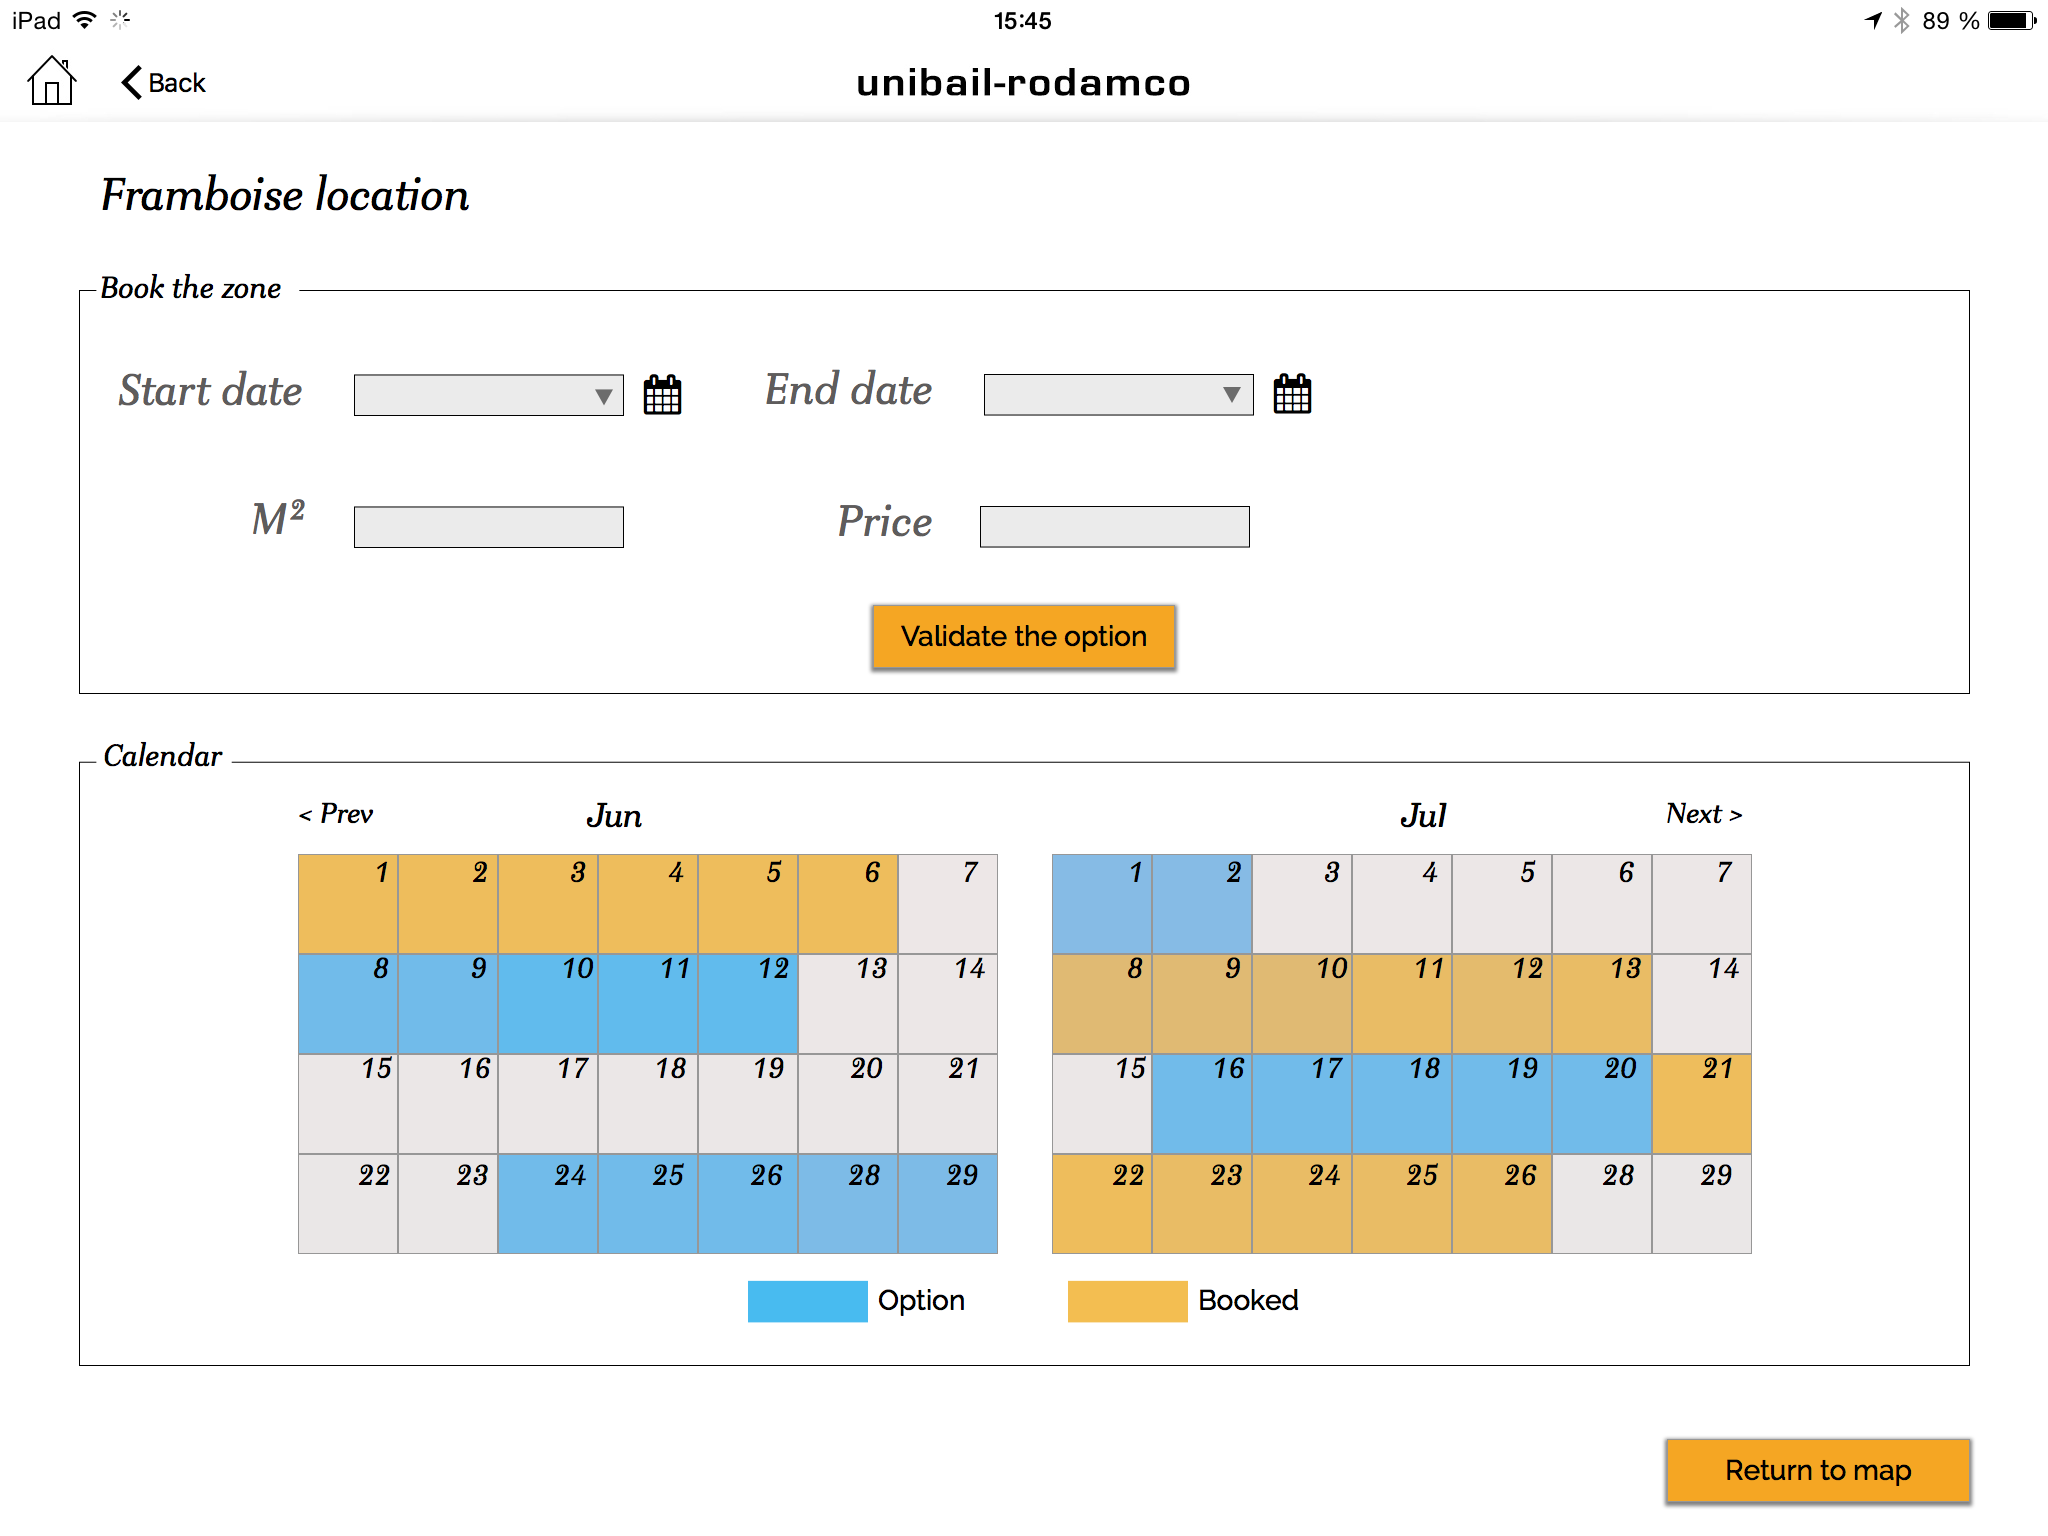 iPad 15:45 89 %
Back unibail-rodamco
Framboise location
Book the zone
Start date End date
M² Price
Validate the option
Calendar
< Prev Jun Jul Next >
1 2 3 4 5 6 7 1 2 3 4 5 6 7
8 9 10 11 12 13 14 8 9 10 11 12 13 14
15 16 17 18 19 20 21 15 16 17 18 19 20 21
22 23 24 25 26 28 29 22 23 24 25 26 28 29
Option Booked
Return to map